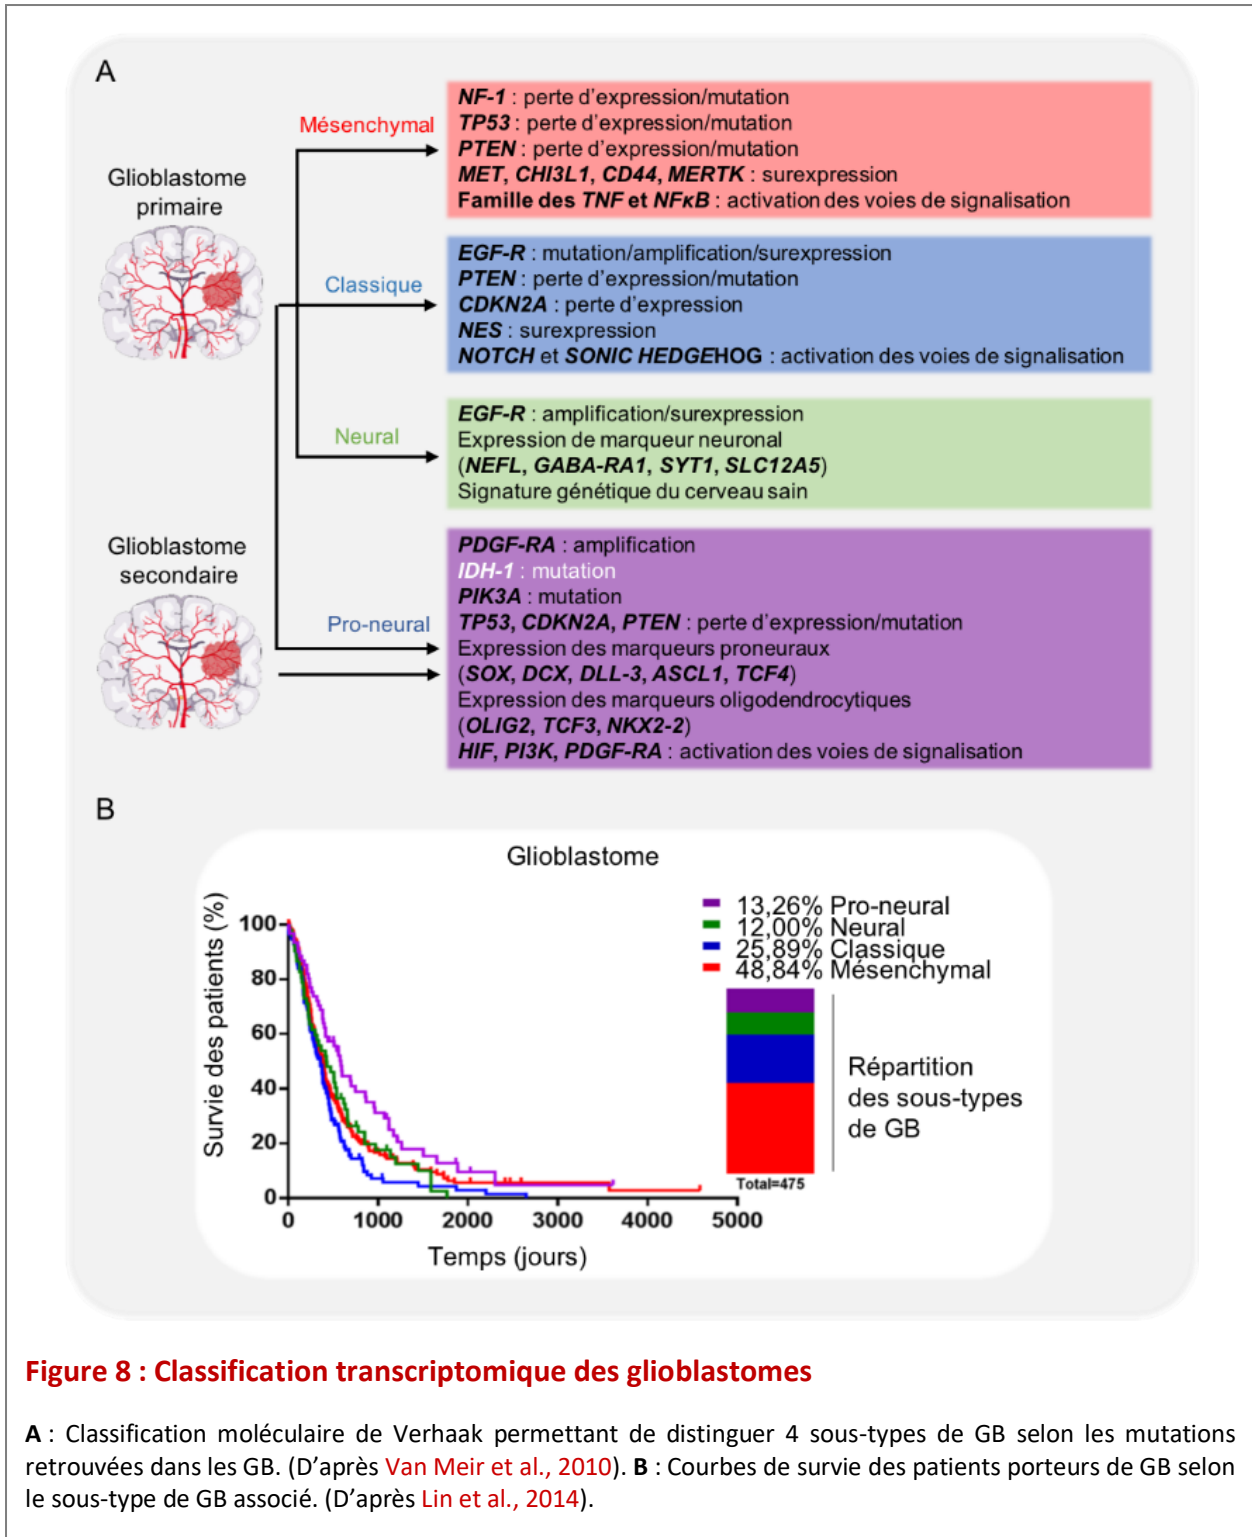 A
Glioblastome
primaire
Mésenchymal
NF-1 : perte d'expression/mutation
TP53 : perte d'expression/mutation
PTEN : perte d'expression/mutation
MET, CHI3L1, CD44, MERTK : surexpression
Famille des TNF et NFκB : activation des voies de signalisation
Classique
EGF-R : mutation/amplification/surexpression
PTEN : perte d'expression/mutation
CDKN2A : perte d'expression
NES : surexpression
NOTCH et SONIC HEDGEHOG : activation des voies de signalisation
Neural
EGF-R : amplification/surexpression
Expression de marqueur neuronal
(NEFL, GABA-RA1, SYT1, SLC12A5)
Signature génétique du cerveau sain
Glioblastome
secondaire
Pro-neural
PDGF-RA : amplification
IDH-1 : mutation
PIK3A : mutation
TP53, CDKN2A, PTEN : perte d'expression/mutation
Expression des marqueurs proneuraux
(SOX, DCX, DLL-3, ASCL1, TCF4)
Expression des marqueurs oligodendrocytiques
(OLIG2, TCF3, NKX2-2)
HIF, PI3K, PDGF-RA : activation des voies de signalisation
B
Glioblastome
Survie des patients (%)
100
80
60
40
20
0
0 1000 2000 3000 4000 5000
Temps (jours)
13,26% Pro-neural
12,00% Neural
25,89% Classique
48,84% Mésenchymal
Répartition
des sous-types
de GB
Total=475
Figure 8 : Classification transcriptomique des glioblastomes
A : Classification moléculaire de Verhaak permettant de distinguer 4 sous-types de GB selon les mutations
retrouvées dans les GB. (D'après Van Meir et al., 2010). B : Courbes de survie des patients porteurs de GB selon
le sous-type de GB associé. (D'après Lin et al., 2014).